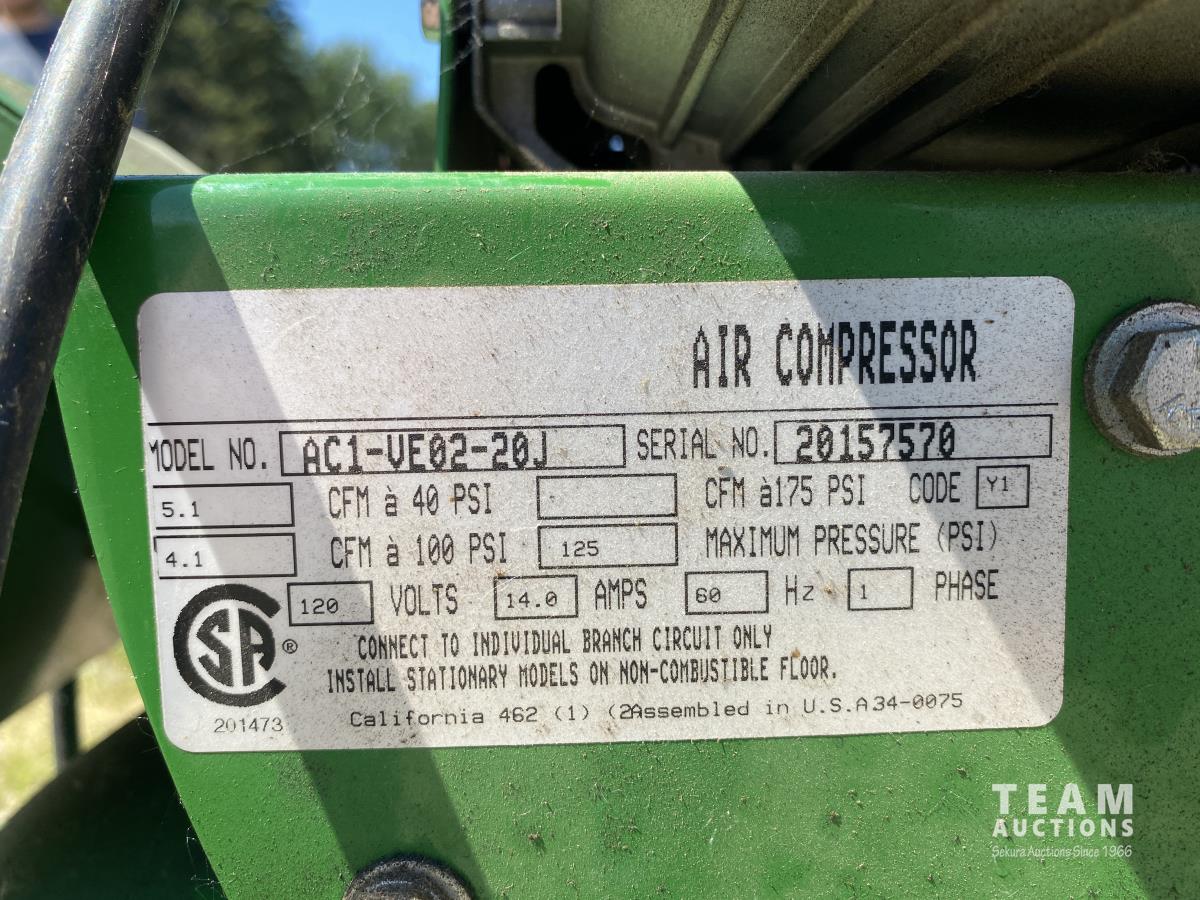 AIR COMPRESSOR
MODEL NO. AC1-VE02-20J SERIAL NO. 20157570
5.1 CFM à 40 PSI CFM à 175 PSI CODE Y1
4.1 CFM à 100 PSI 125 MAXIMUM PRESSURE (PSI)
120 VOLTS 14.0 AMPS 60 Hz 1 PHASE
SA ®
CONNECT TO INDIVIDUAL BRANCH CIRCUIT ONLY
INSTALL STATIONARY MODELS ON NON-COMBUSTIBLE FLOOR.
201473 California 462 (1) (2Assembled in U.S.A34-0075
TEAM
AUCTIONS
Sekura Auctions Since 1966